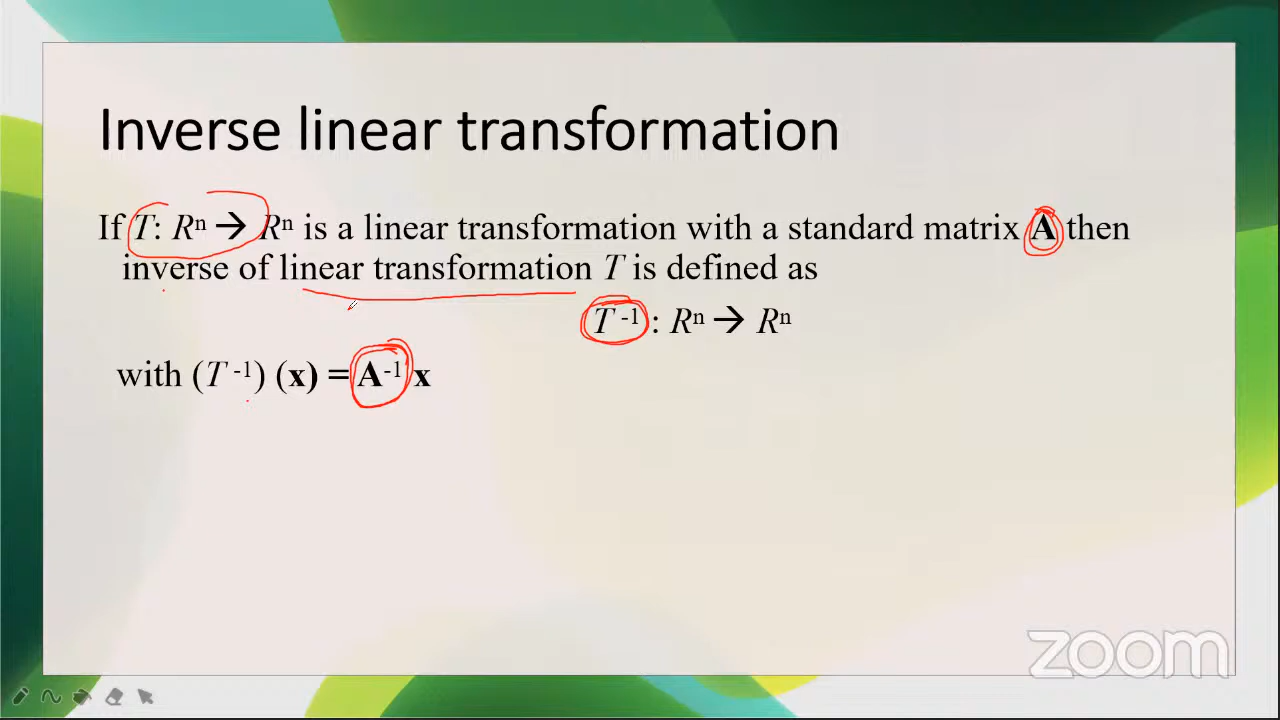 Inverse linear transformation
If T: Rⁿ → Rⁿ is a linear transformation with a standard matrix A then
inverse of linear transformation T is defined as
T ⁻¹ : Rⁿ → Rⁿ
with (T ⁻¹) (x) = A⁻¹ x
zoom